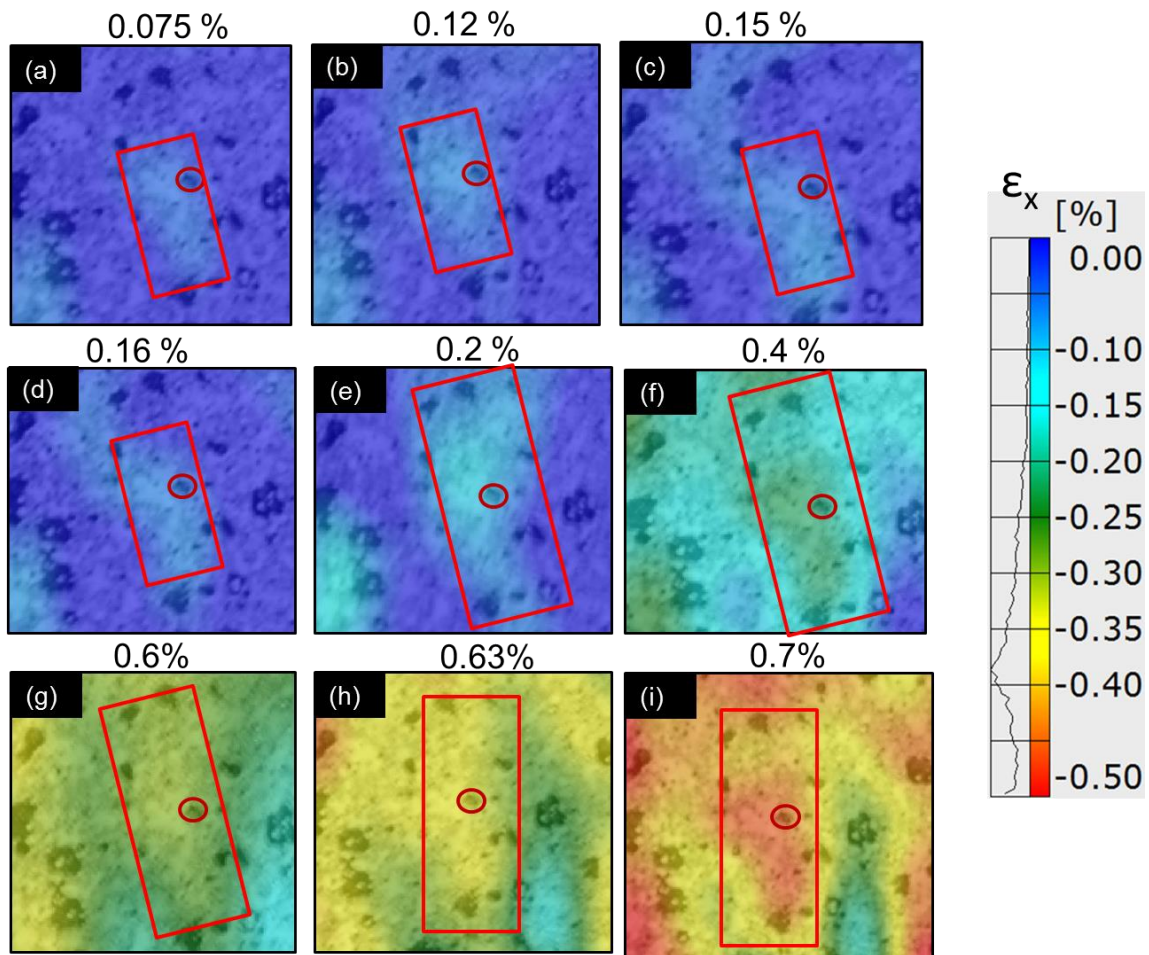 0.075 %
0.12 %
0.15 %
(a)
(b)
(c)
0.16 %
0.2 %
0.4 %
(d)
(e)
(f)
0.6%
0.63%
0.7%
(g)
(h)
(i)
εx
[%]
0.00
-0.10
-0.15
-0.20
-0.25
-0.30
-0.35
-0.40
-0.50